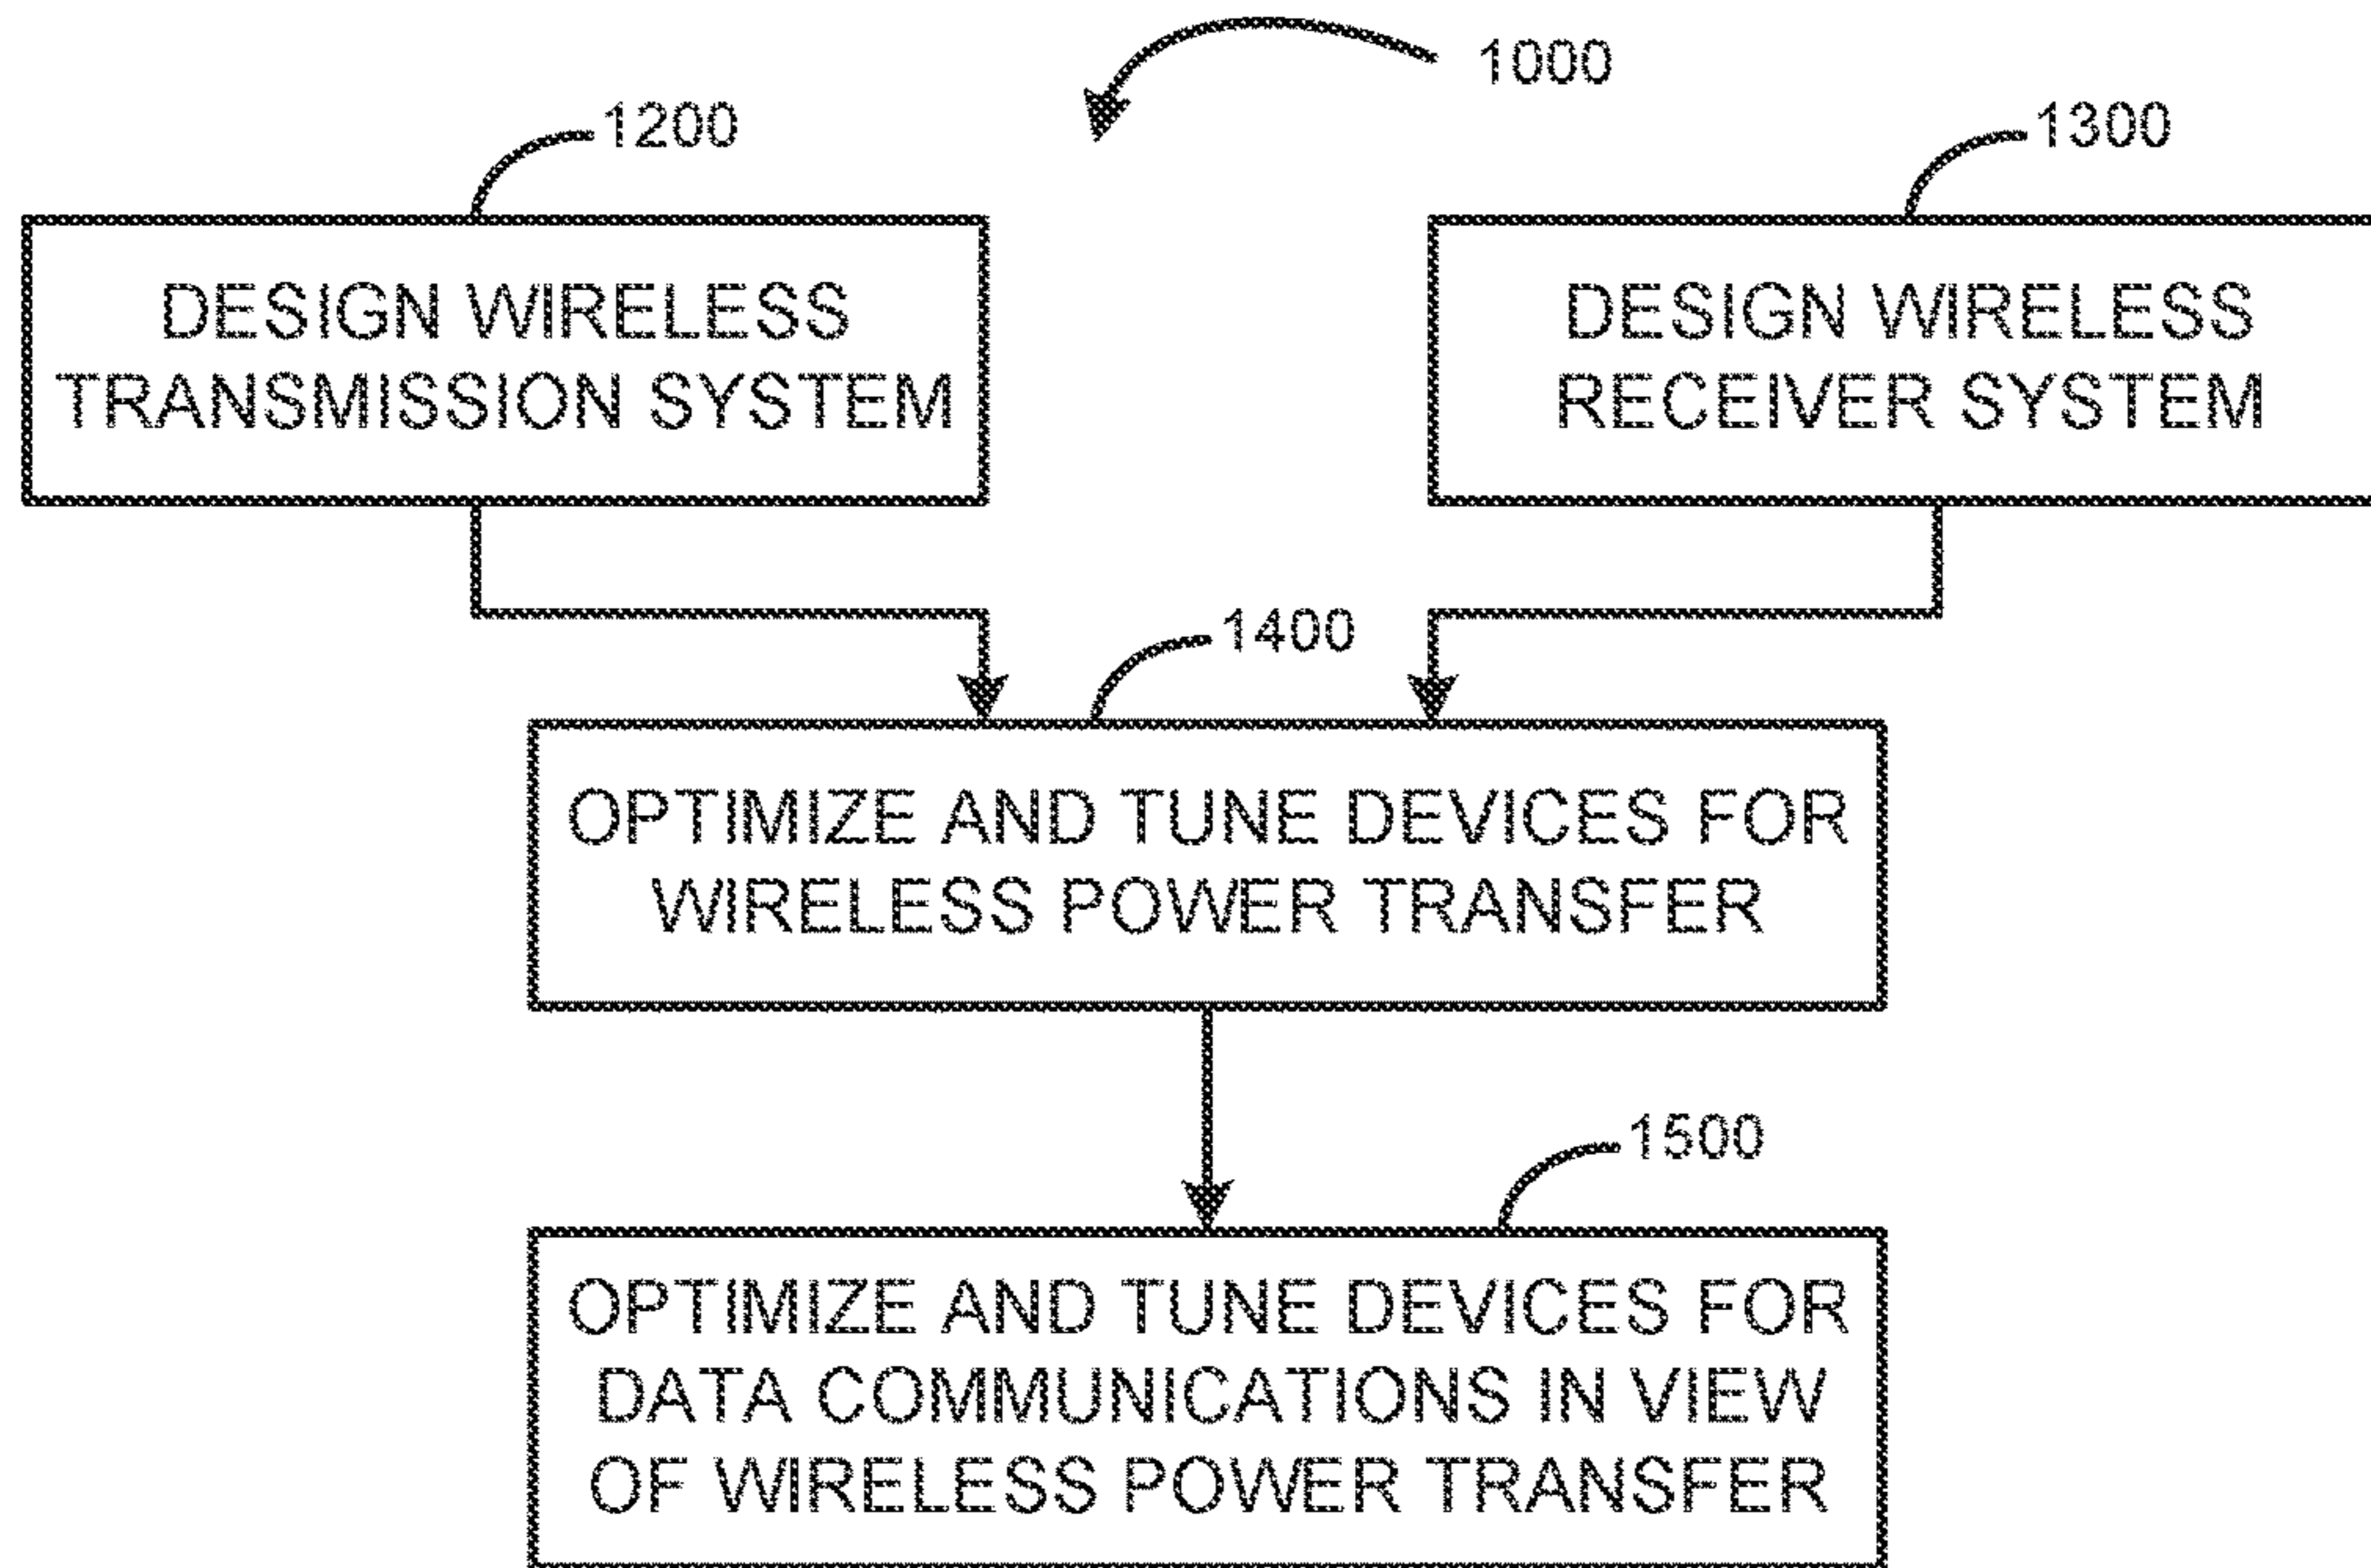 1000
1200
1300
DESIGN WIRELESS
TRANSMISSION SYSTEM
DESIGN WIRELESS
RECEIVER SYSTEM
1400
OPTIMIZE AND TUNE DEVICES FOR
WIRELESS POWER TRANSFER
1500
OPTIMIZE AND TUNE DEVICES FOR
DATA COMMUNICATIONS IN VIEW
OF WIRELESS POWER TRANSFER